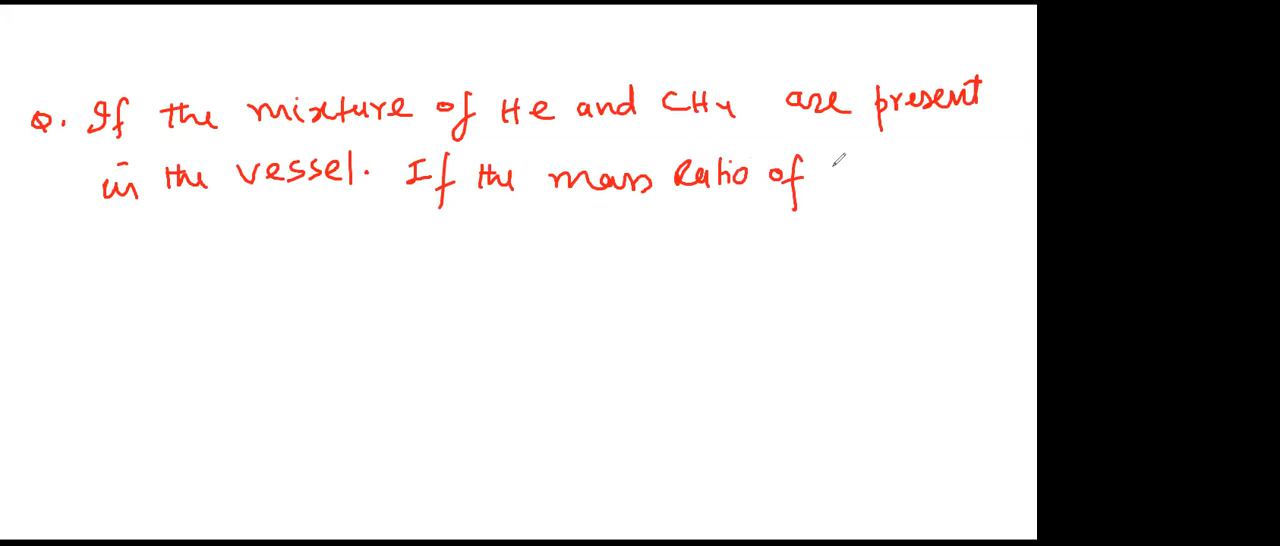 Q. If the mixture of He and CH4 are present
in the vessel. If the mass Ratio of